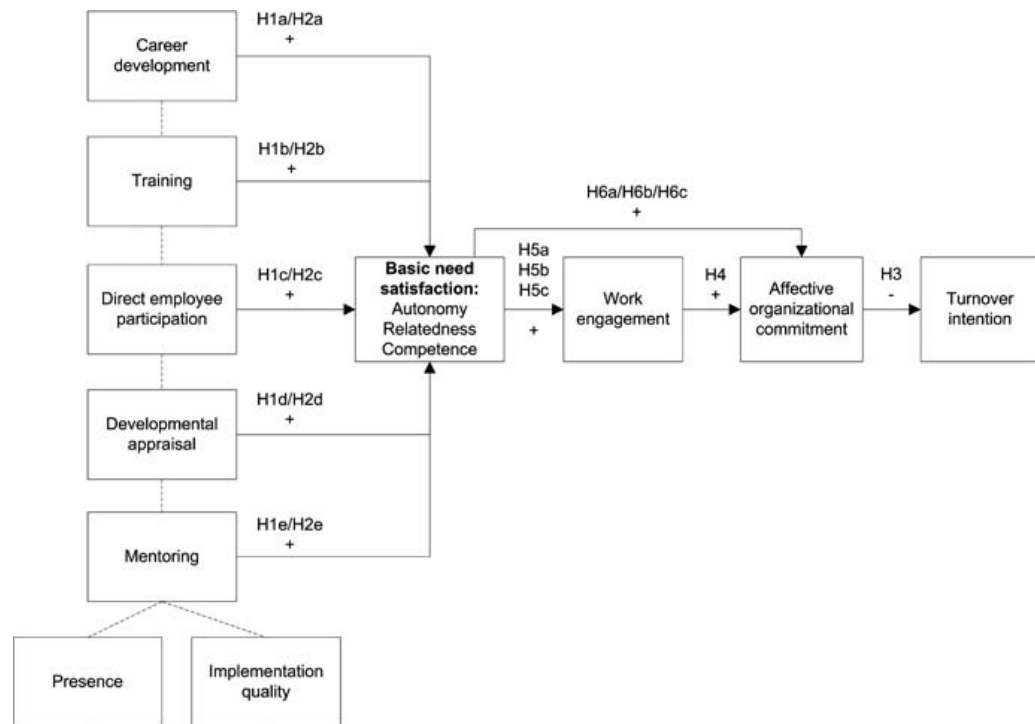 H1a/H2a
+
Career
development
H1b/H2b
+
Training
H6a/H6b/H6c
+
H1c/H2c
+
Direct employee
participation
Basic need
satisfaction:
Autonomy
Relatedness
Competence
H5a
H5b
H5c
+
Work
engagement
H4
+
Affective
organizational
commitment
H3
-
Turnover
intention
H1d/H2d
+
Developmental
appraisal
H1e/H2e
+
Mentoring
Presence
Implementation
quality